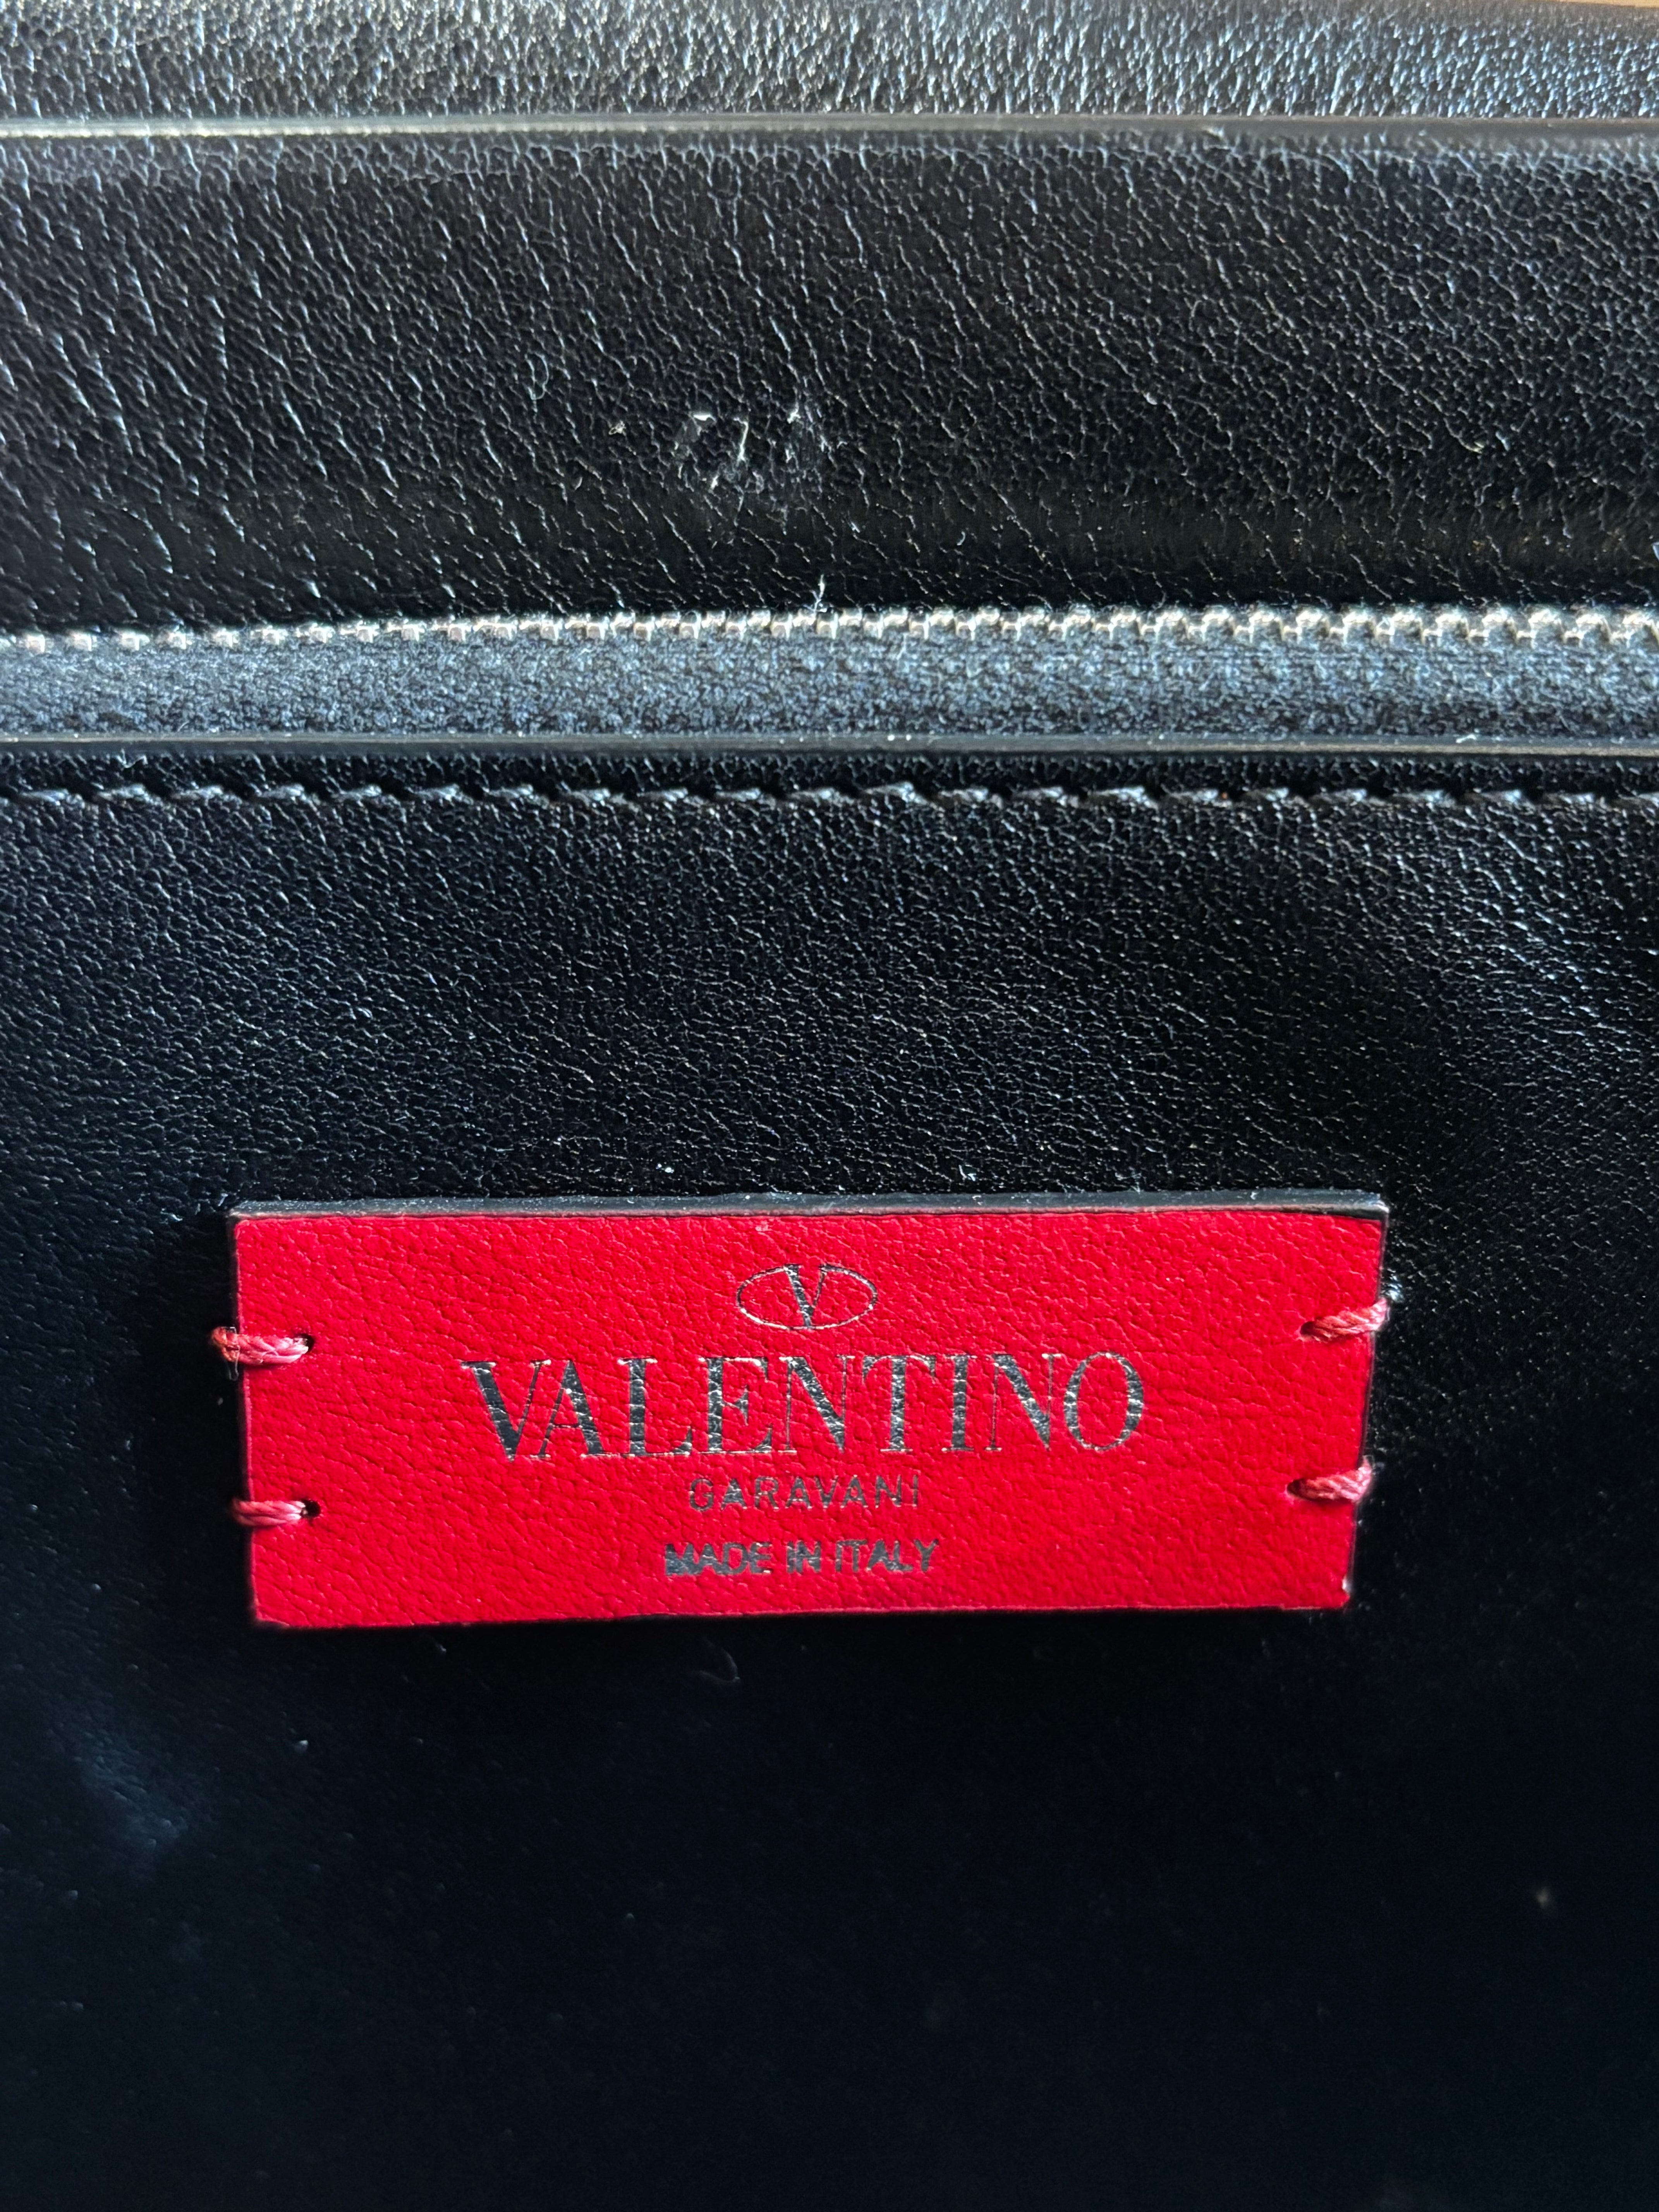 V
VALENTINO
GARAVANI
MADE IN ITALY